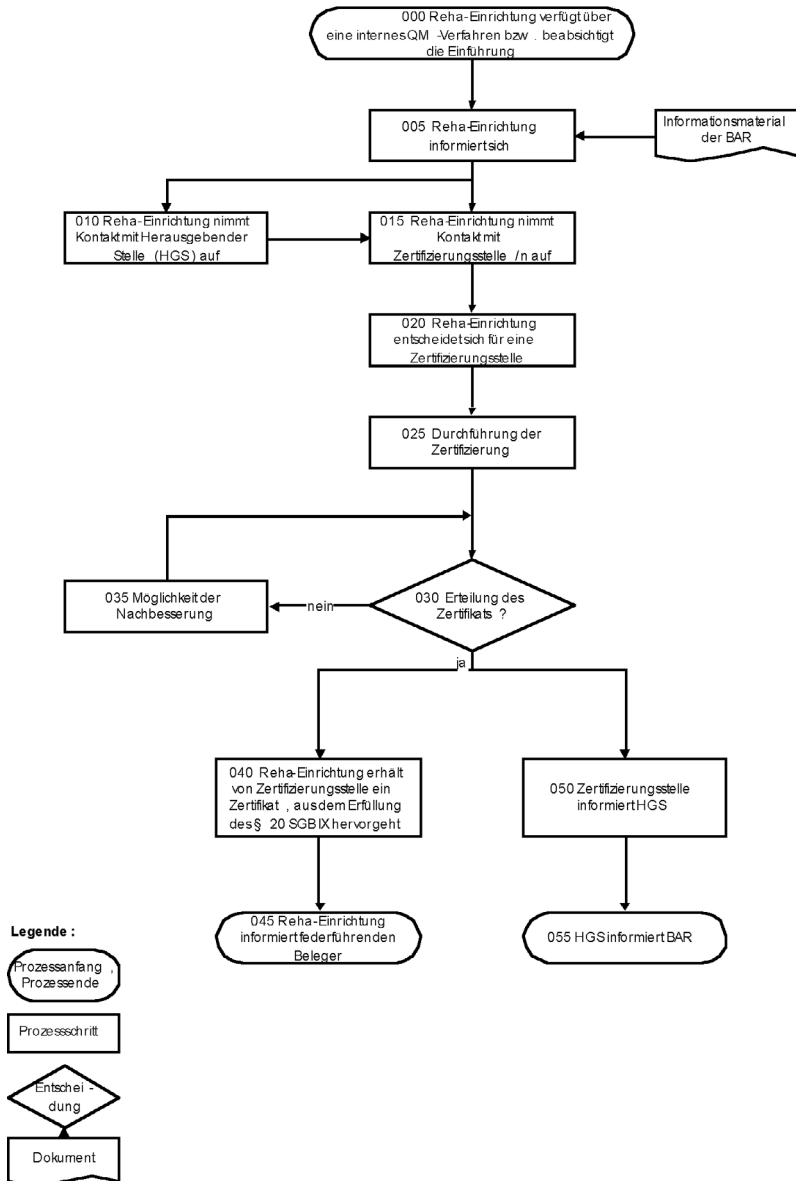 000 Reha-Einrichtung verfügt über
eine internes QM -Verfahren bzw . beabsichtigt
die Einführung
005 Reha-Einrichtung
informiert sich
Informationsmaterial
der BAR
010 Reha-Einrichtung nimmt
Kontakt mit Herausgebender
Stelle (HGS) auf
015 Reha-Einrichtung nimmt
Kontakt mit
Zertifizierungsstelle /n auf
020 Reha-Einrichtung
entscheidet sich für eine
Zertifizierungsstelle
025 Durchführung der
Zertifizierung
035 Möglichkeit der
Nachbesserung
nein
030 Erteilung des
Zertifikats ?
ja
040 Reha-Einrichtung erhält
von Zertifizierungsstelle ein
Zertifikat , aus dem Erfüllung
des § 20 SGB IX hervorgeht
050 Zertifizierungsstelle
informiert HGS
045 Reha-Einrichtung
informiert federführenden
Beleger
055 HGS informiert BAR
Legende :
Prozessanfang ,
Prozessende
Prozessschritt
Entschei -
dung
Dokument